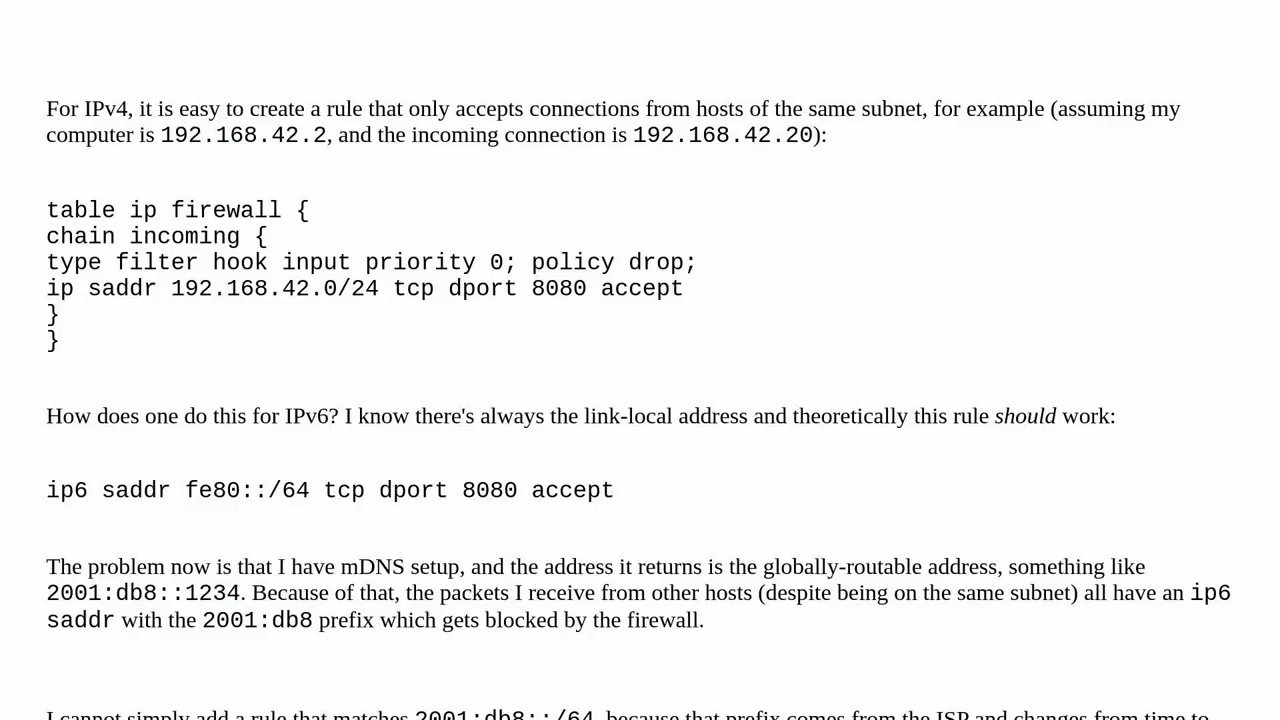 For IPv4, it is easy to create a rule that only accepts connections from hosts of the same subnet, for example (assuming my
computer is 192.168.42.2, and the incoming connection is 192.168.42.20):
table ip firewall {
chain incoming {
type filter hook input priority 0; policy drop;
ip saddr 192.168.42.0/24 tcp dport 8080 accept
}
}
How does one do this for IPv6? I know there's always the link-local address and theoretically this rule should work:
ip6 saddr fe80::/64 tcp dport 8080 accept
The problem now is that I have mDNS setup, and the address it returns is the globally-routable address, something like
2001:db8::1234. Because of that, the packets I receive from other hosts (despite being on the same subnet) all have an ip6
saddr with the 2001:db8 prefix which gets blocked by the firewall.
I cannot simply add a rule that matches 2001:db8::/64, because that prefix comes from the ISP and changes from time to